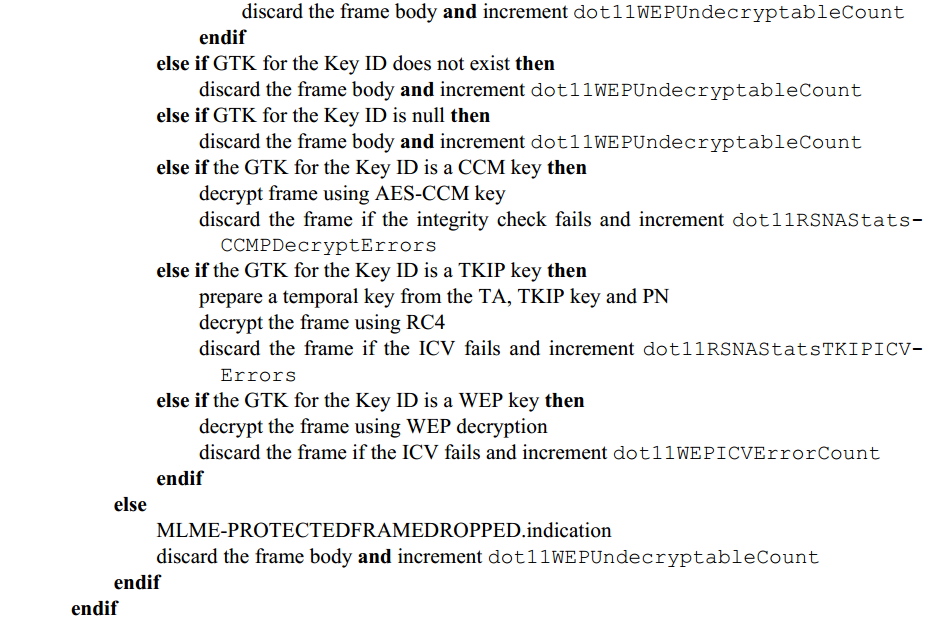 discard the frame body and increment dot11WEPUndecryptableCount
endif
else if GTK for the Key ID does not exist then
discard the frame body and increment dot11WEPUndecryptableCount
else if GTK for the Key ID is null then
discard the frame body and increment dot11WEPUndecryptableCount
else if the GTK for the Key ID is a CCM key then
decrypt frame using AES-CCM key
discard the frame if the integrity check fails and increment dot11RSNAStats-
CCMPDecryptErrors
else if the GTK for the Key ID is a TKIP key then
prepare a temporal key from the TA, TKIP key and PN
decrypt the frame using RC4
discard the frame if the ICV fails and increment dot11RSNAStatsTKIPICV-
Errors
else if the GTK for the Key ID is a WEP key then
decrypt the frame using WEP decryption
discard the frame if the ICV fails and increment dot11WEPICVErrorCount
endif
else
MLME-PROTECTEDFRAMEDROPPED.indication
discard the frame body and increment dot11WEPUndecryptableCount
endif
endif